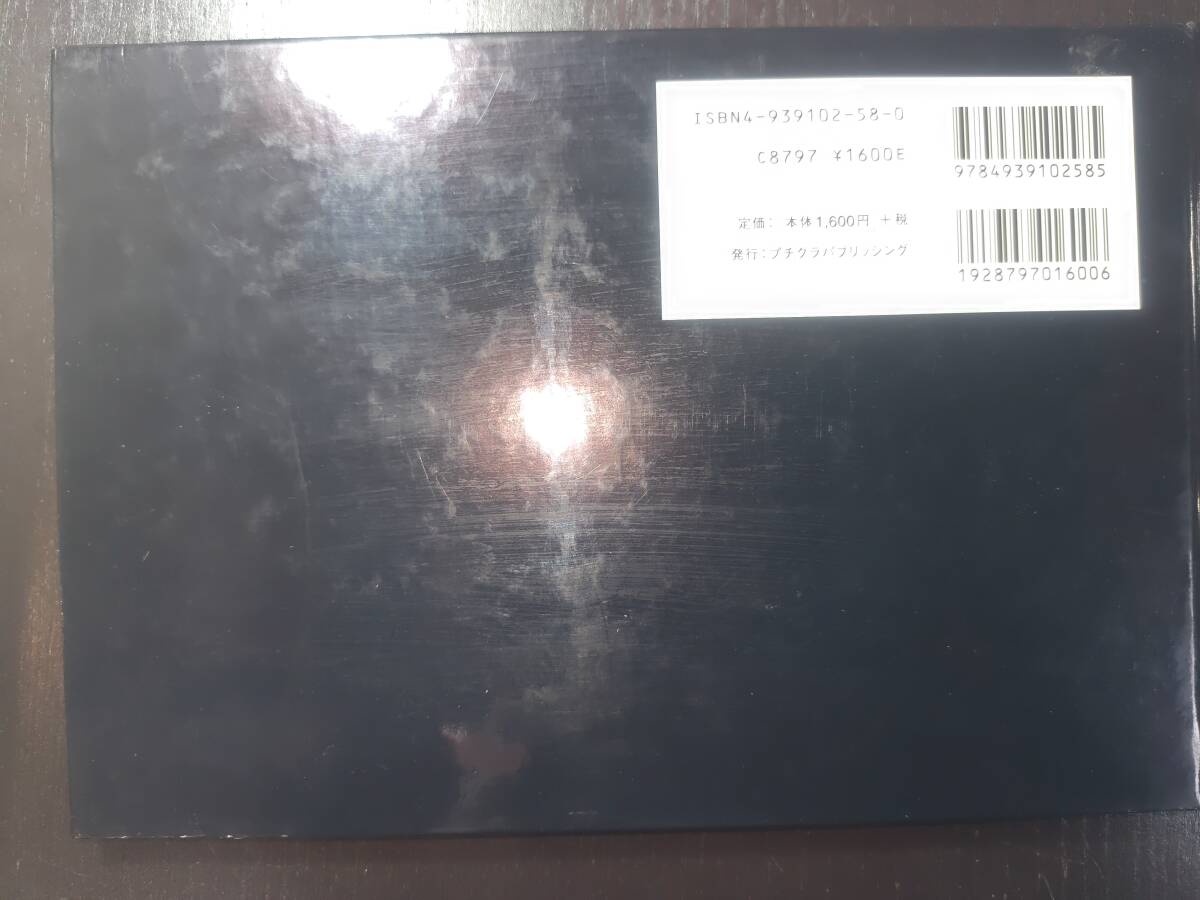 ISBN4-939102-58-0
C8797 ¥1600E
定価： 本体1,600円 +税
発行：プチグラパブリッシング
9784939102585
1928797016006